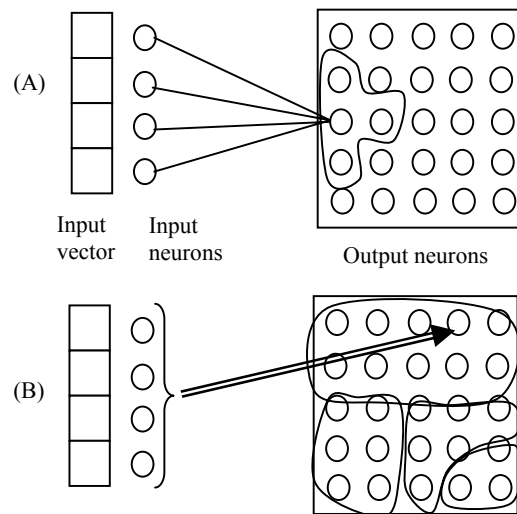 (A)
Input vector
Input neurons
Output neurons
(B)